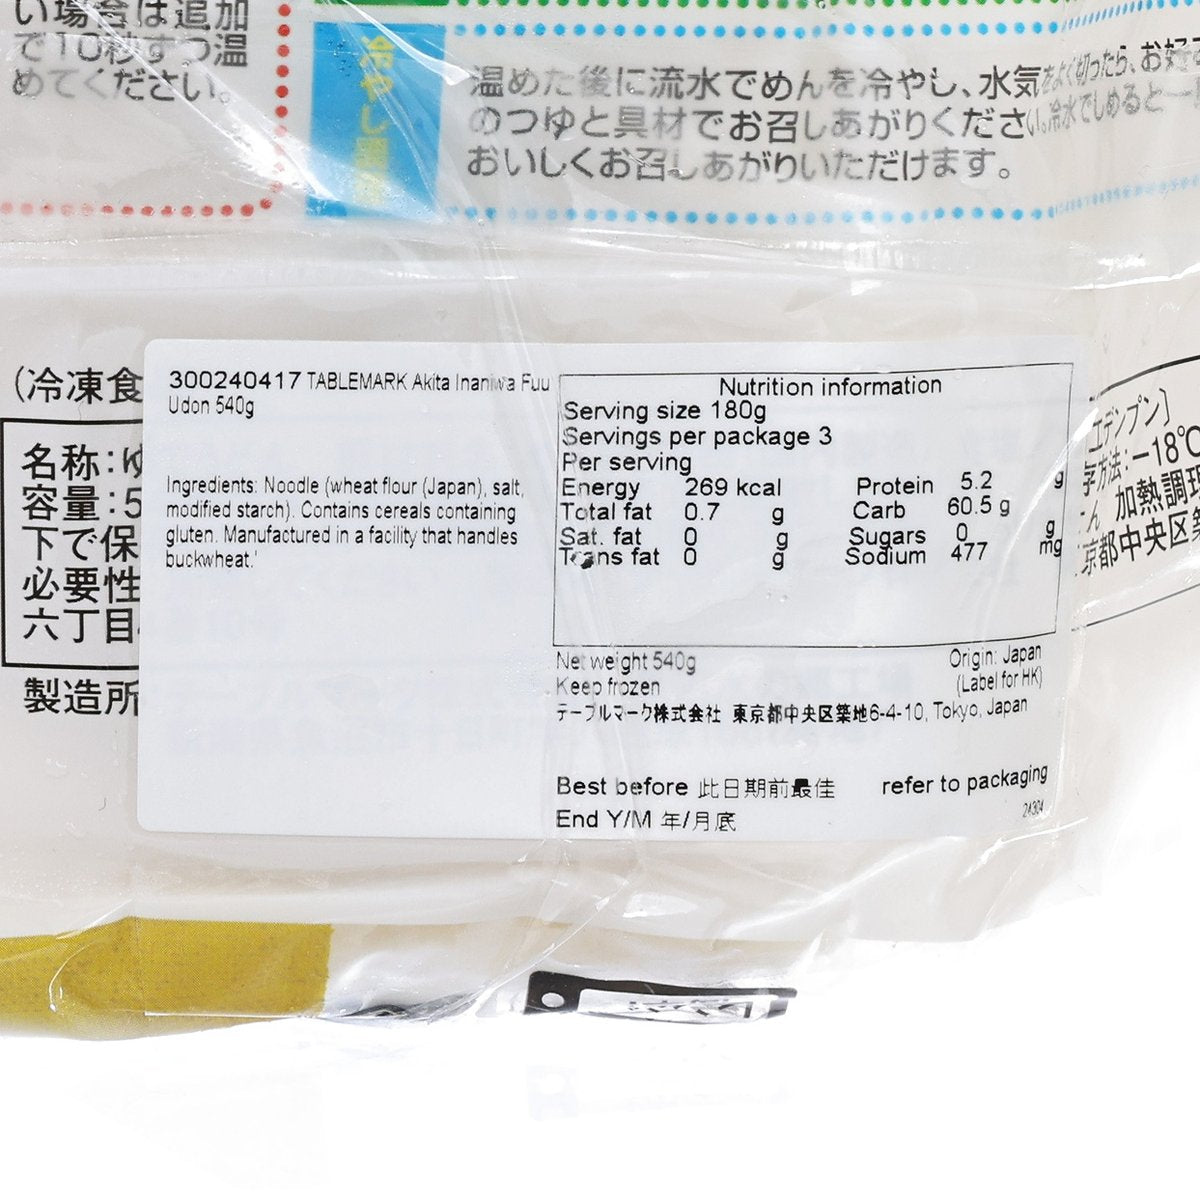 い場合は追加
で10秒ずつ温
めてください。
冷やし
温めた後に流水でめんを冷やし、水気をよく切ったら、お好
のつゆと具材でお召しあがりください。冷水でしめると
おいしくお召しあがりいただけます。
(冷凍食
名称:ゆ
容量:5
下で保
必要性
六丁目
製造所
300240417 TABLEMARK Akita Inaniwa Fuu
Udon 540g
Ingredients: Noodle (wheat flour (Japan), salt,
modified starch). Contains cereals containing
gluten. Manufactured in a facility that handles
buckwheat.'
Nutrition information
Serving size 180g
Servings per package 3
Per serving
Energy 269 kcal Protein 5.2 g
Total fat 0.7 g Carb 60.5 g
Sat. fat 0 g Sugars 0 g
Trans fat 0 g Sodium 477 mg
Net weight 540g Origin: Japan
Keep frozen (Label for HK)
テーブルマーク株式会社 東京都中央区築地6-4-10, Tokyo, Japan
Best before 此日期前最佳 refer to packaging
End Y/M 年/月底 24304
エデンプン〕
方法:-18℃
ん 加熱調理
京都中央区築